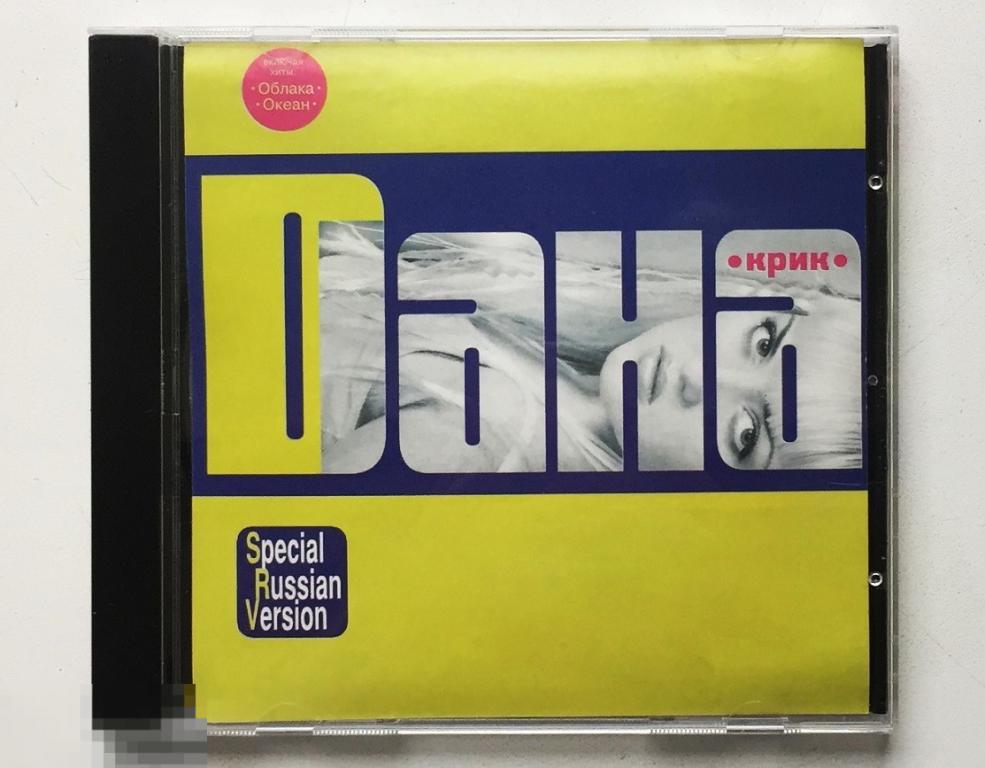 включая
хиты
• Облака •
• Океан •
Dана
• крик •
Special
Russian
Version